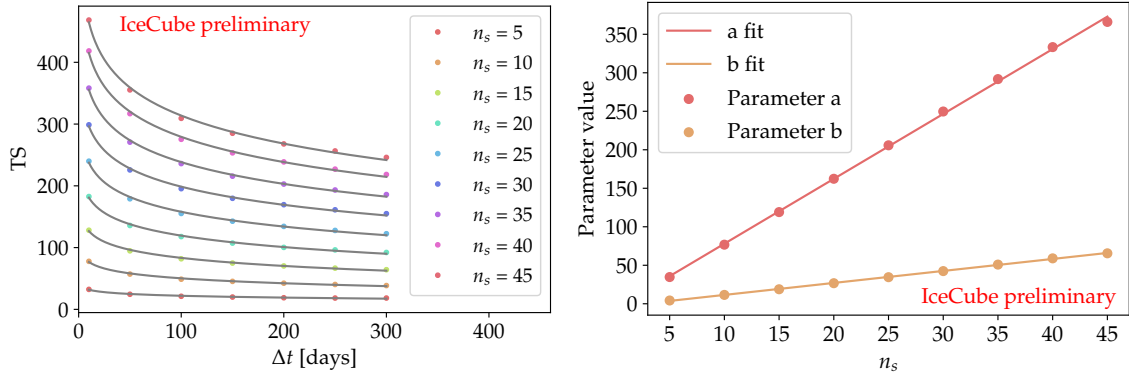 IceCube preliminary
n_s = 5
n_s = 10
n_s = 15
n_s = 20
n_s = 25
n_s = 30
n_s = 35
n_s = 40
n_s = 45
TS
400
300
200
100
0
0
100
200
300
400
Δt [days]
a fit
b fit
Parameter a
Parameter b
Parameter value
350
300
250
200
150
100
50
0
IceCube preliminary
5
10
15
20
25
30
35
40
45
n_s